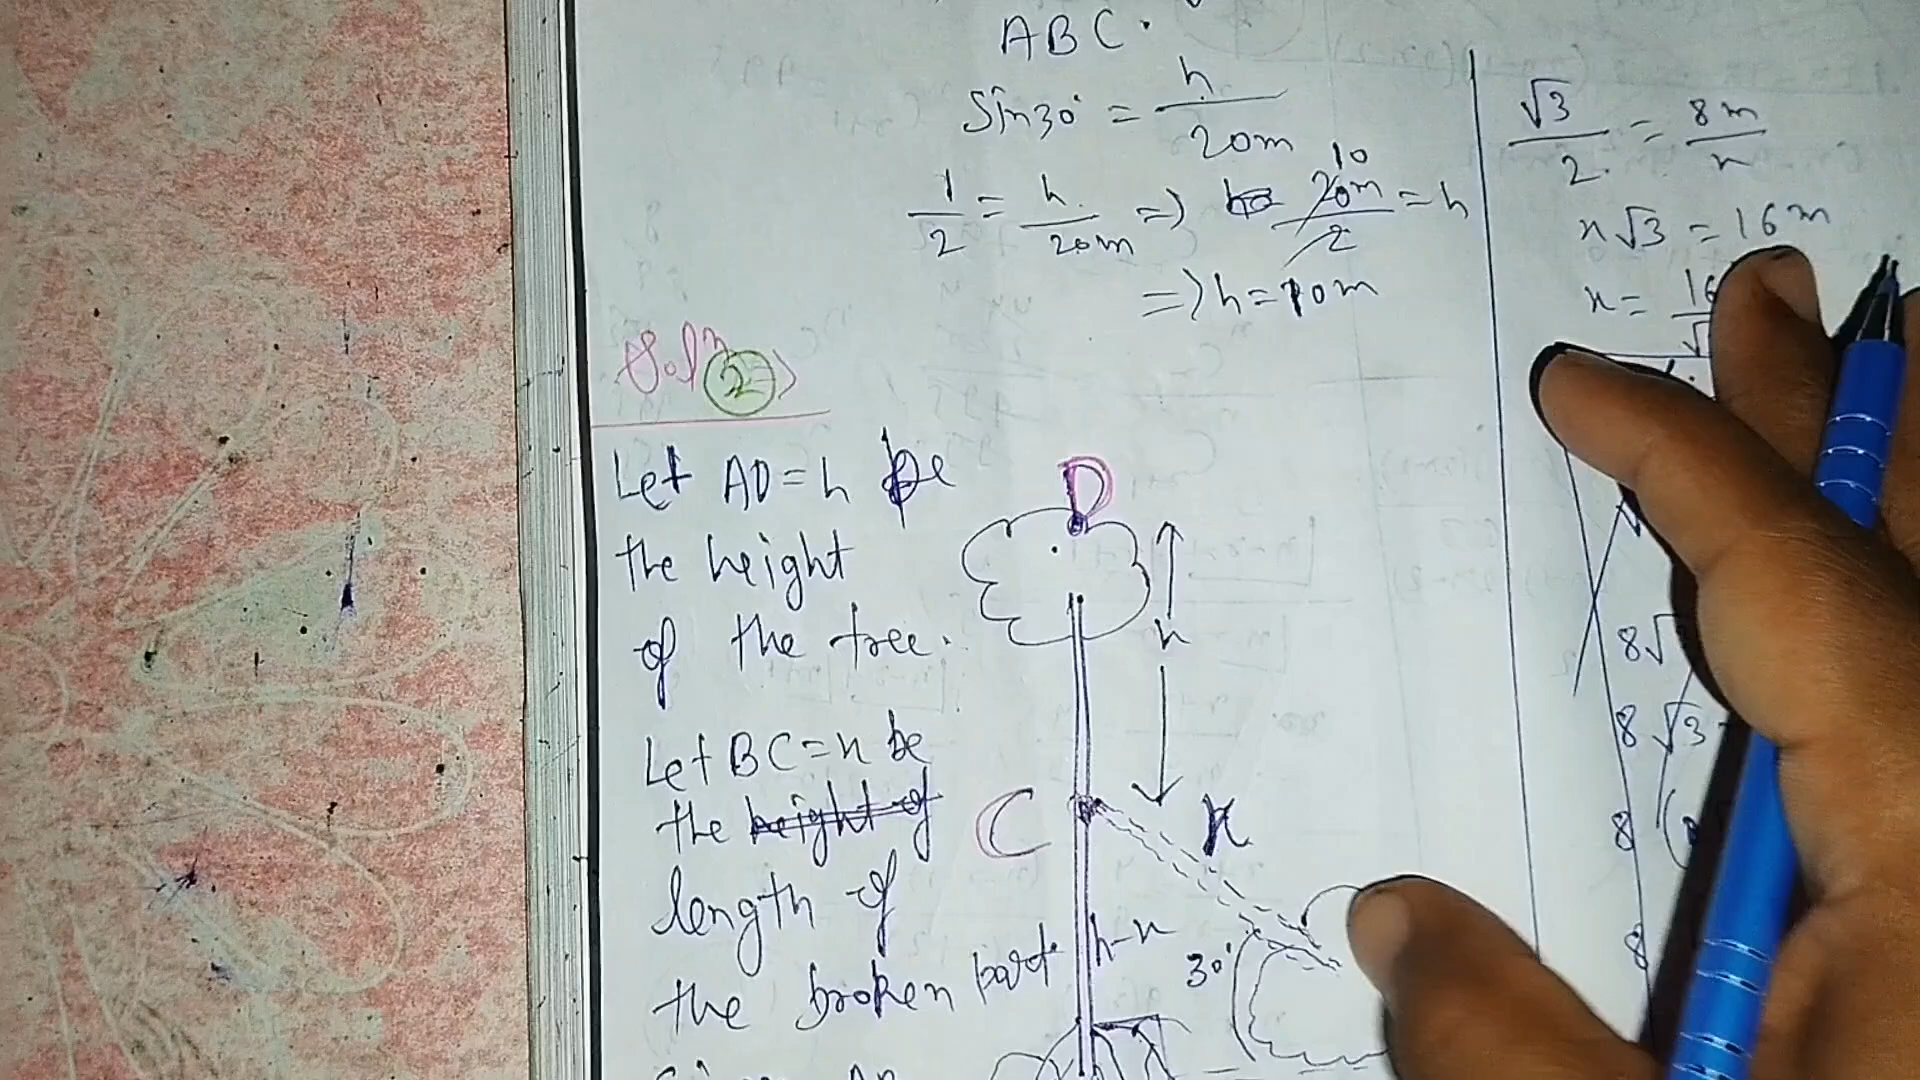 ABC.
Sin30° = h/20m
1/2 = h/20m => 20m/2 = h
10
=> h = 10m
Solⁿ 2>
Let AD = h be
the height
of the tree.
Let BC = x be
the height of
length of
the broken part
D
x
C
x
h-x
30°
√3/2 = 8m/x
x√3 = 16m
x = 16
8√
8√3
8
8